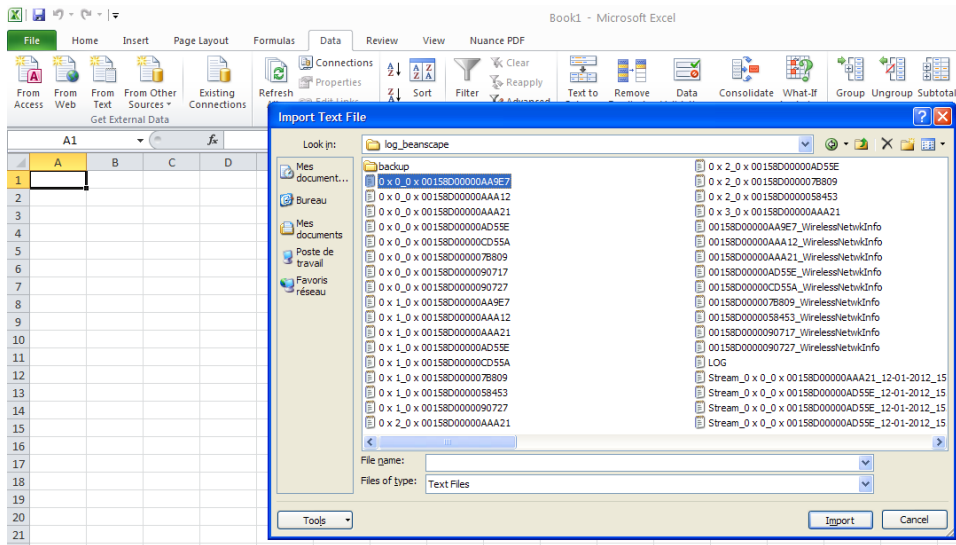 Book1 - Microsoft Excel
File Home Insert Page Layout Formulas Data Review View Nuance PDF
From Access
From Web
From Text
From Other Sources
Existing Connections
Get External Data
Refresh
Connections
Properties
Edit Links
Sort
Filter
Clear
Reapply
Advanced
Text to
Remove
Data
Consolidate
What-If
Group
Ungroup
Subtotal
A1
fx
A B C D
1
2
3
4
5
6
7
8
9
10
11
12
13
14
15
16
17
18
19
20
21
Import Text File
Look in:
log_beanscape
Mes document...
Bureau
Mes documents
Poste de travail
Favoris réseau
backup
0 x 0_0 x 00158D00000AA9E7
0 x 0_0 x 00158D00000AAA12
0 x 0_0 x 00158D00000AAA21
0 x 0_0 x 00158D00000AD55E
0 x 0_0 x 00158D00000CD55A
0 x 0_0 x 00158D000007B809
0 x 0_0 x 00158D0000090717
0 x 0_0 x 00158D0000090727
0 x 1_0 x 00158D00000AA9E7
0 x 1_0 x 00158D00000AAA12
0 x 1_0 x 00158D00000AAA21
0 x 1_0 x 00158D00000AD55E
0 x 1_0 x 00158D00000CD55A
0 x 1_0 x 00158D000007B809
0 x 1_0 x 00158D0000058453
0 x 1_0 x 00158D0000090727
0 x 2_0 x 00158D00000AAA21
0 x 2_0 x 00158D00000AD55E
0 x 2_0 x 00158D000007B809
0 x 2_0 x 00158D0000058453
0 x 3_0 x 00158D00000AAA21
00158D00000AA9E7_WirelessNetwkInfo
00158D00000AAA12_WirelessNetwkInfo
00158D00000AAA21_WirelessNetwkInfo
00158D00000AD55E_WirelessNetwkInfo
00158D00000CD55A_WirelessNetwkInfo
00158D000007B809_WirelessNetwkInfo
00158D0000058453_WirelessNetwkInfo
00158D0000090717_WirelessNetwkInfo
00158D0000090727_WirelessNetwkInfo
LOG
Stream_0 x 0_0 x 00158D00000AAA21_12-01-2012_15
Stream_0 x 0_0 x 00158D00000AD55E_12-01-2012_15
Stream_0 x 0_0 x 00158D00000AD55E_12-01-2012_15
File name:
Files of type:
Text Files
Tools
Import
Cancel